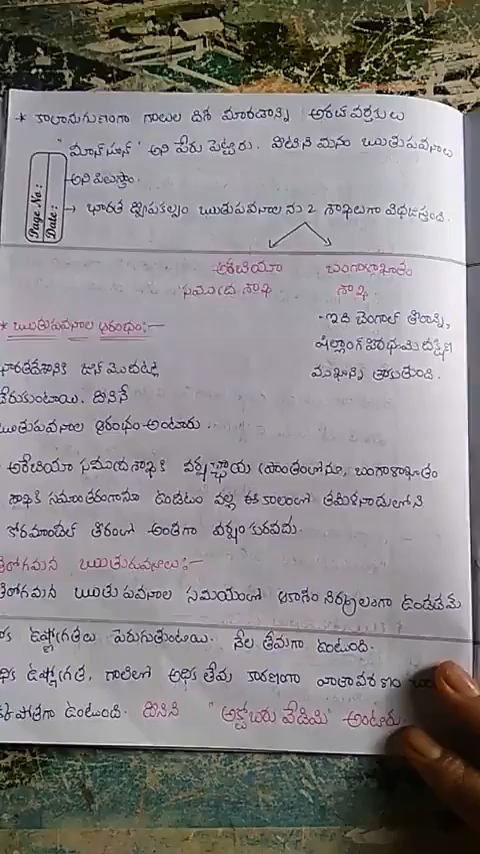 * కాలానుగుణంగా గాలుల దిశ మారడాన్ని అరబ్ వర్తకులు
" మాన్ సూన్" అని పేరు పెట్టారు. వీటిని మనం ఋతుపవనాలు
అని పిలుస్తాం.
Page No :
Date :
→ భారత ద్వీపకల్పం ఋతుపవనాల ను 2 శాఖలుగా విభజిస్తుంది.
అరేబియా సముద్ర శాఖ
బంగాళాఖాతం శాఖ
- ఇది బెంగాల్ తీరాన్ని,
షిల్లాంగ్ పీఠభూమి దక్షిణ
ముఖాన్ని తాకుతుంది.
* ఋతుపవనాల ఆరంభం:-
భారతదేశానికి జూన్ మొదట్లో
చేరుకుంటాయి. దీనినే
ఋతుపవనాల ఆరంభం అంటారు.
అరేబియా సముద్ర శాఖకి వర్షచ్ఛాయ ప్రాంతంలోనూ, బంగాళాఖాతం
శాఖకి సమాంతరంగానూ ఉండటం వల్ల ఈ కాలంలో తమిళనాడులోని
కోరమాండల్ తీరంలో అంతగా వర్షం కురవదు.
తిరోగమన ఋతుపవనాలు:-
తిరోగమన ఋతు పవనాల సమయంలో ఆకాశం నిర్మలంగా ఉండడమే
ఉష్ణోగ్రతలు పెరుగుతుంటాయి. నేల తేమగా ఉంటుంది.
అధిక ఉష్ణోగ్రత, గాలిలో అధిక తేమ కారణంగా వాతావరణం
ఉంటుంది. దీనిని "అక్టోబరు వేడిమి" అంటారు.